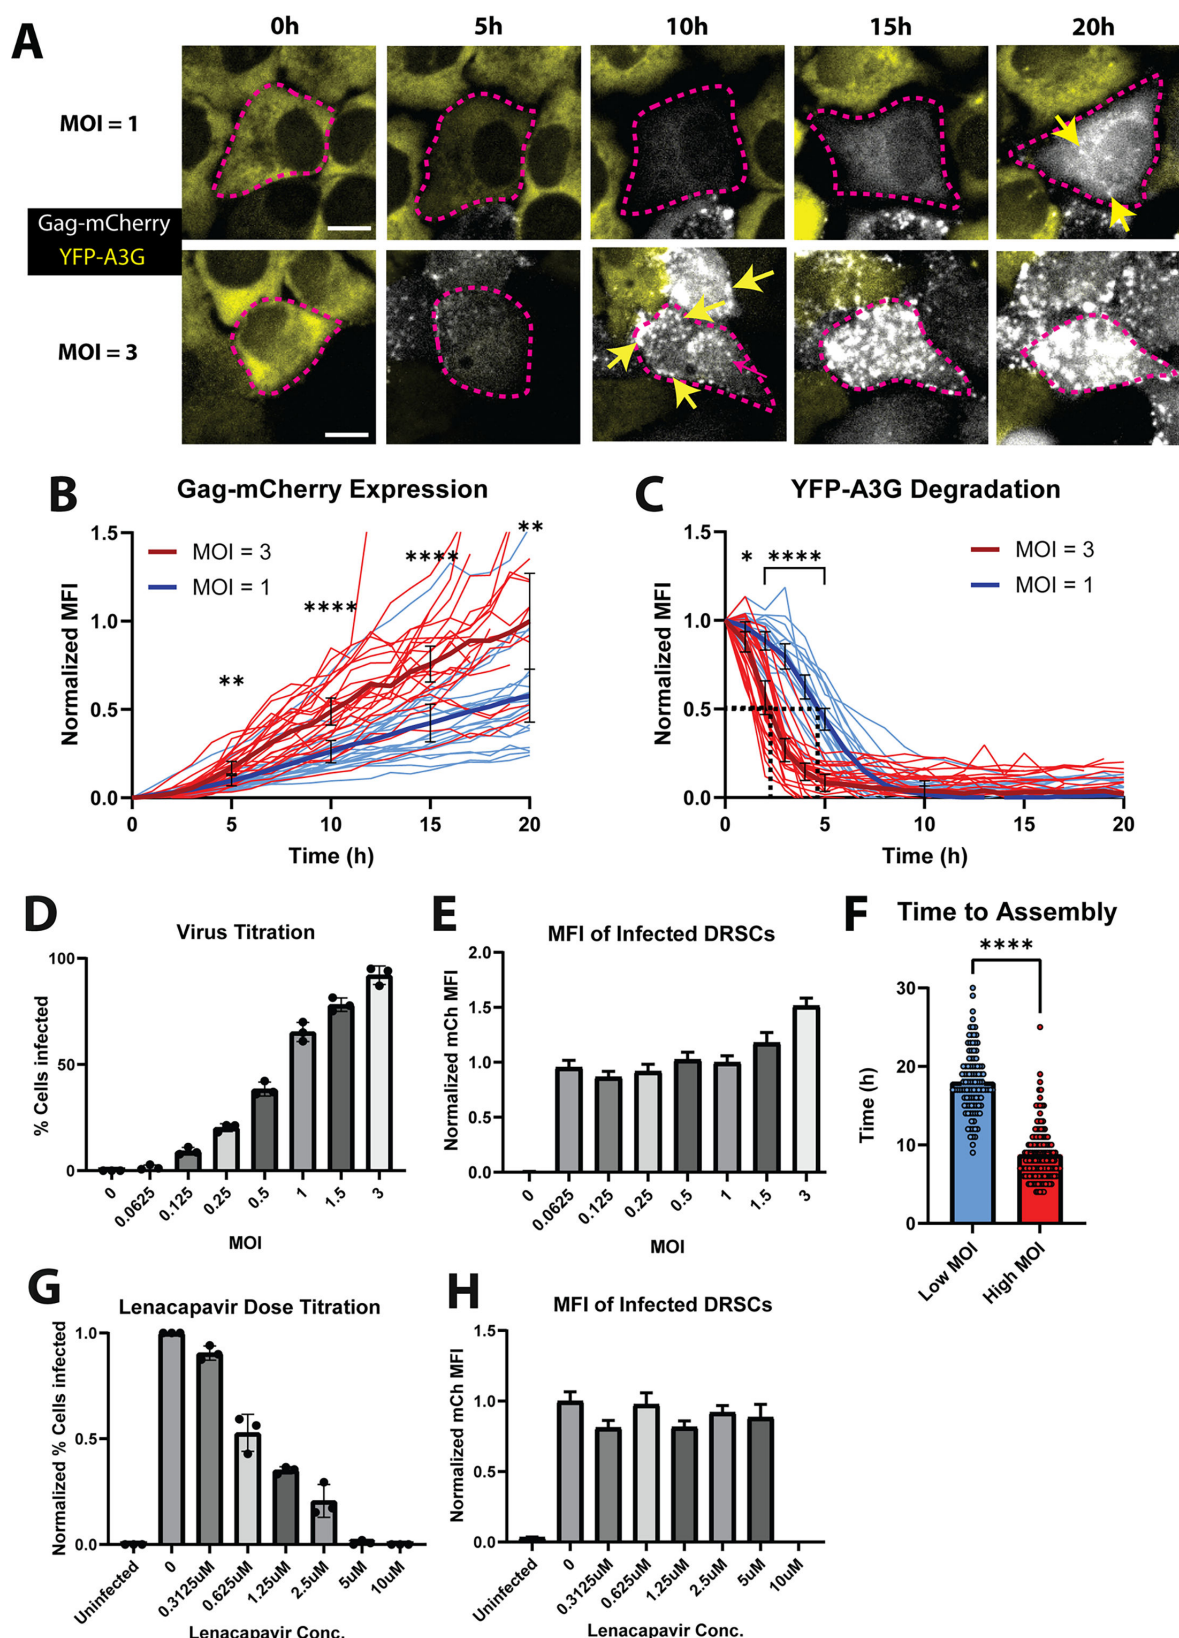 A
0h 5h 10h 15h 20h
MOI = 1
Gag-mCherry
YFP-A3G
MOI = 3
B
Gag-mCherry Expression
Normalized MFI
1.5
1.0
0.5
0.0
MOI = 3
MOI = 1
**
****
****
**
0 5 10 15 20
Time (h)
C
YFP-A3G Degradation
Normalized MFI
1.5
1.0
0.5
0.0
* ****
MOI = 3
MOI = 1
0 5 10 15 20
Time (h)
D
Virus Titration
% Cells infected
100
50
0
0 0.0625 0.125 0.25 0.5 1 1.5 3
MOI
E
MFI of Infected DRSCs
Normalized mCh MFI
2.0
1.5
1.0
0.5
0.0
0 0.0625 0.125 0.25 0.5 1 1.5 3
MOI
F
Time to Assembly
****
Time (h)
30
20
10
0
Low MOI High MOI
G
Lenacapavir Dose Titration
Normalized % Cells infected
1.0
0.5
0.0
Uninfected 0 0.3125uM 0.625uM 1.25uM 2.5uM 5uM 10uM
Lenacapavir Conc.
H
MFI of Infected DRSCs
Normalized mCh MFI
1.5
1.0
0.5
0.0
Uninfected 0 0.3125uM 0.625uM 1.25uM 2.5uM 5uM 10uM
Lenacapavir Conc.